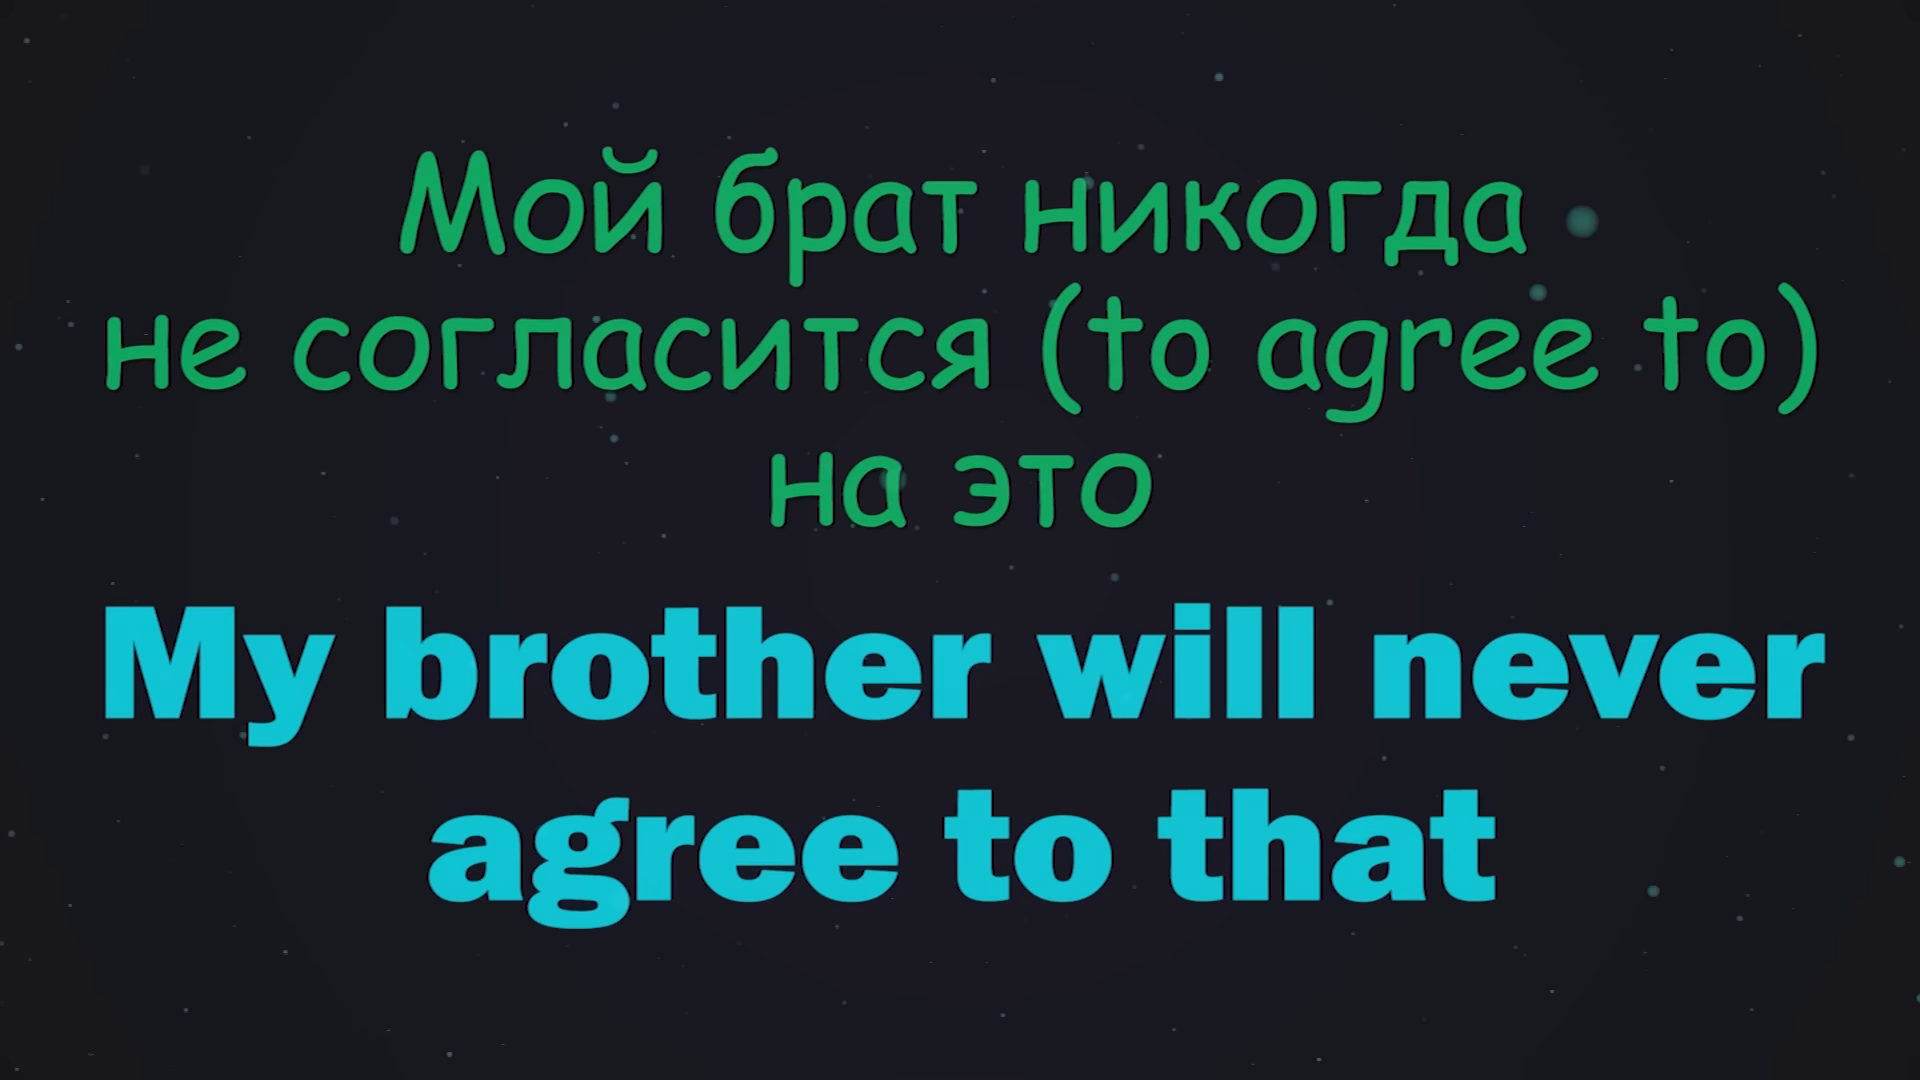 Мой брат никогда
не согласится (to agree to)
на это
My brother will never
agree to that